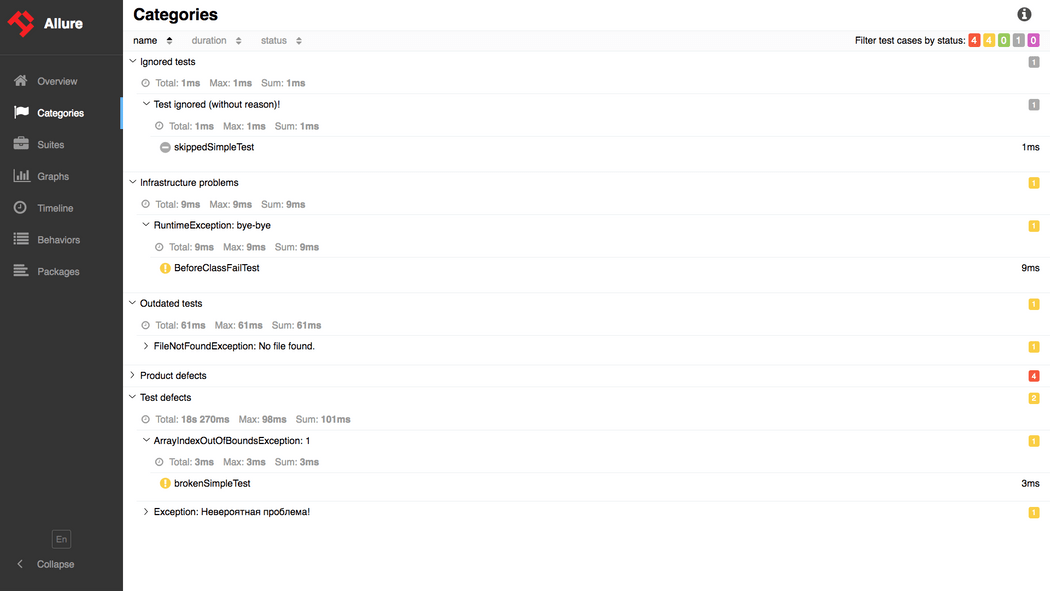 Allure
Overview
Categories
Suites
Graphs
Timeline
Behaviors
Packages
En
Collapse
Categories
name duration status Filter test cases by status: 4 4 0 1 0
Ignored tests 1
Total: 1ms Max: 1ms Sum: 1ms
Test ignored (without reason)! 1
Total: 1ms Max: 1ms Sum: 1ms
skippedSimpleTest 1ms
Infrastructure problems 1
Total: 9ms Max: 9ms Sum: 9ms
RuntimeException: bye-bye 1
Total: 9ms Max: 9ms Sum: 9ms
BeforeClassFailTest 9ms
Outdated tests 1
Total: 61ms Max: 61ms Sum: 61ms
FileNotFoundException: No file found. 1
Product defects 4
Test defects 2
Total: 18s 270ms Max: 98ms Sum: 101ms
ArrayIndexOutOfBoundsException: 1 1
Total: 3ms Max: 3ms Sum: 3ms
brokenSimpleTest 3ms
Exception: Невероятная проблема! 1